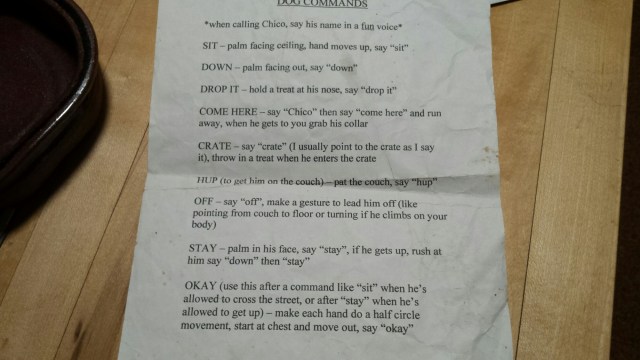 DOG COMMANDS
*when calling Chico, say his name in a fun voice*
SIT – palm facing ceiling, hand moves up, say “sit”
DOWN – palm facing out, say “down”
DROP IT – hold a treat at his nose, say “drop it”
COME HERE – say “Chico” then say “come here” and run
away, when he gets to you grab his collar
CRATE – say “crate” (I usually point to the crate as I say
it), throw in a treat when he enters the crate
HUP (to get him on the couch) – pat the couch, say “hup”
OFF – say “off”, make a gesture to lead him off (like
pointing from couch to floor or turning if he climbs on your
body)
STAY – palm in his face, say “stay”, if he gets up, rush at
him say “down” then “stay”
OKAY (use this after a command like “sit” when he’s
allowed to cross the street, or after “stay” when he’s
allowed to get up) – make each hand do a half circle
movement, start at chest and move out, say “okay”